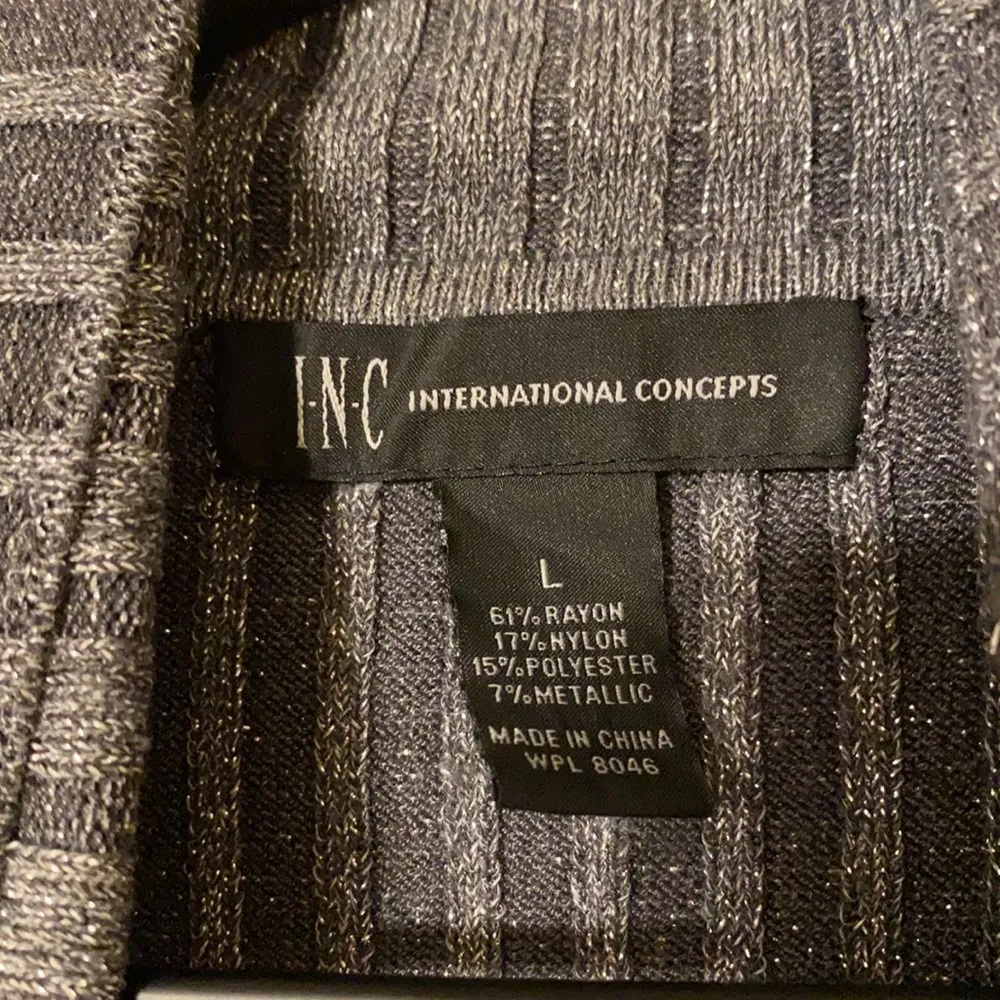 I·N·C INTERNATIONAL CONCEPTS
L
61% RAYON
17% NYLON
15% POLYESTER
7% METALLIC
MADE IN CHINA
WPL 8046